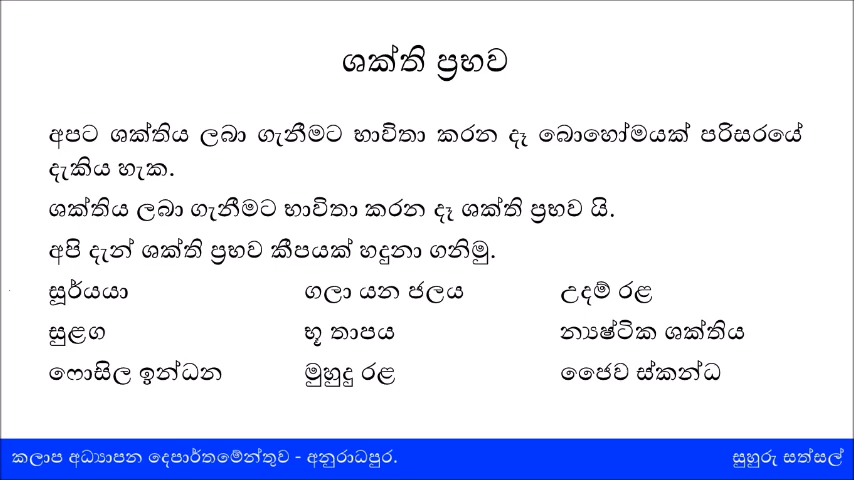 ශක්ති ප්‍රභව
අපට ශක්තිය ලබා ගැනීමට භාවිතා කරන දෑ බොහෝමයක් පරිසරයේ
දැකිය හැක.
ශක්තිය ලබා ගැනීමට භාවිතා කරන දෑ ශක්ති ප්‍රභව යි.
අපි දැන් ශක්ති ප්‍රභව කීපයක් හදුනා ගනිමු.
සූර්යයා ගලා යන ජලය උදම් රළ
සුළග භූ තාපය න්‍යෂ්ටික ශක්තිය
ෆොසිල ඉන්ධන මුහුදු රළ ජෛව ස්කන්ධ
කලාප අධ්‍යාපන දෙපාර්තමේන්තුව - අනුරාධපුර. සුහුරු සත්සල්